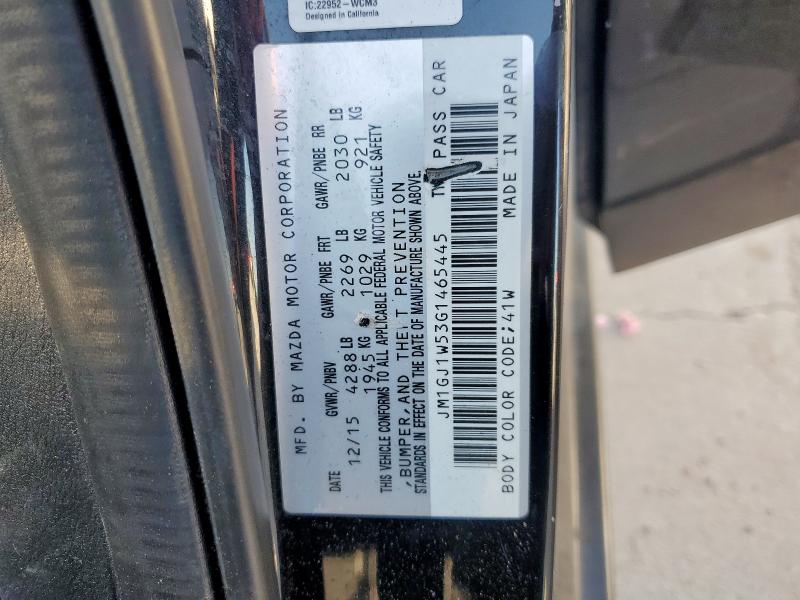 IC:22952-WCM3
Designed in California
MFD. BY MAZDA MOTOR CORPORATION
DATE GVWR/PNBV GAWR/PNBE FRT GAWR/PNBE RR
12/15 4288 LB 2269 LB 2030 LB
1945 KG 1029 KG 921 KG
THIS VEHICLE CONFORMS TO ALL APPLICABLE FEDERAL MOTOR VEHICLE SAFETY
,BUMPER,AND THEFT PREVENTION
STANDARDS IN EFFECT ON THE DATE OF MANUFACTURE SHOWN ABOVE.
JM1GJ1W53G1465445 PASS CAR
BODY COLOR CODE;41W MADE IN JAPAN